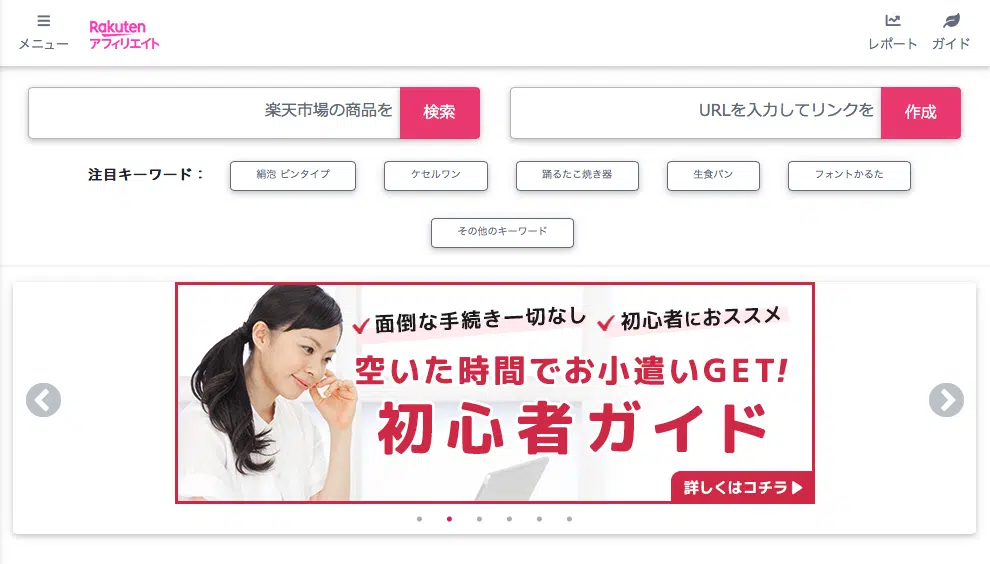 メニュー
Rakuten
アフィリエイト
レポート
ガイド
楽天市場の商品を
検索
URLを入力してリンクを
作成
注目キーワード：
絹泡 ピンタイプ
ケセルワン
踊るたこ焼き器
生食パン
フォントかるた
その他のキーワード
面倒な手続き一切なし
初心者におススメ
空いた時間でお小遣いGET!
初心者ガイド
詳しくはコチラ▶